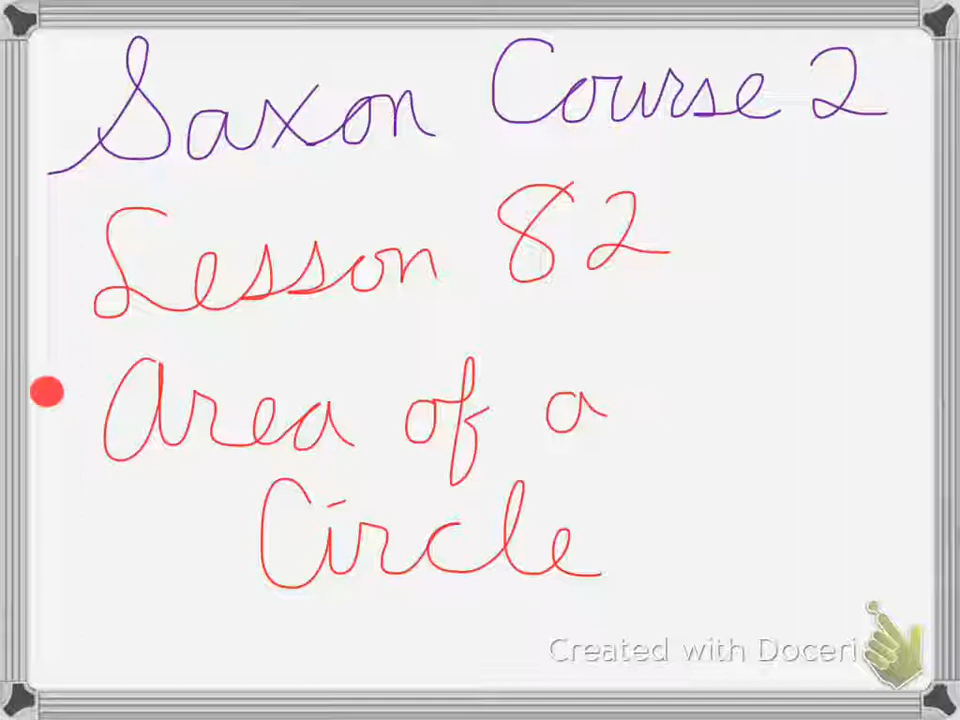 Saxon Course 2
Lesson 82
Area of a
Circle
Created with Doceri